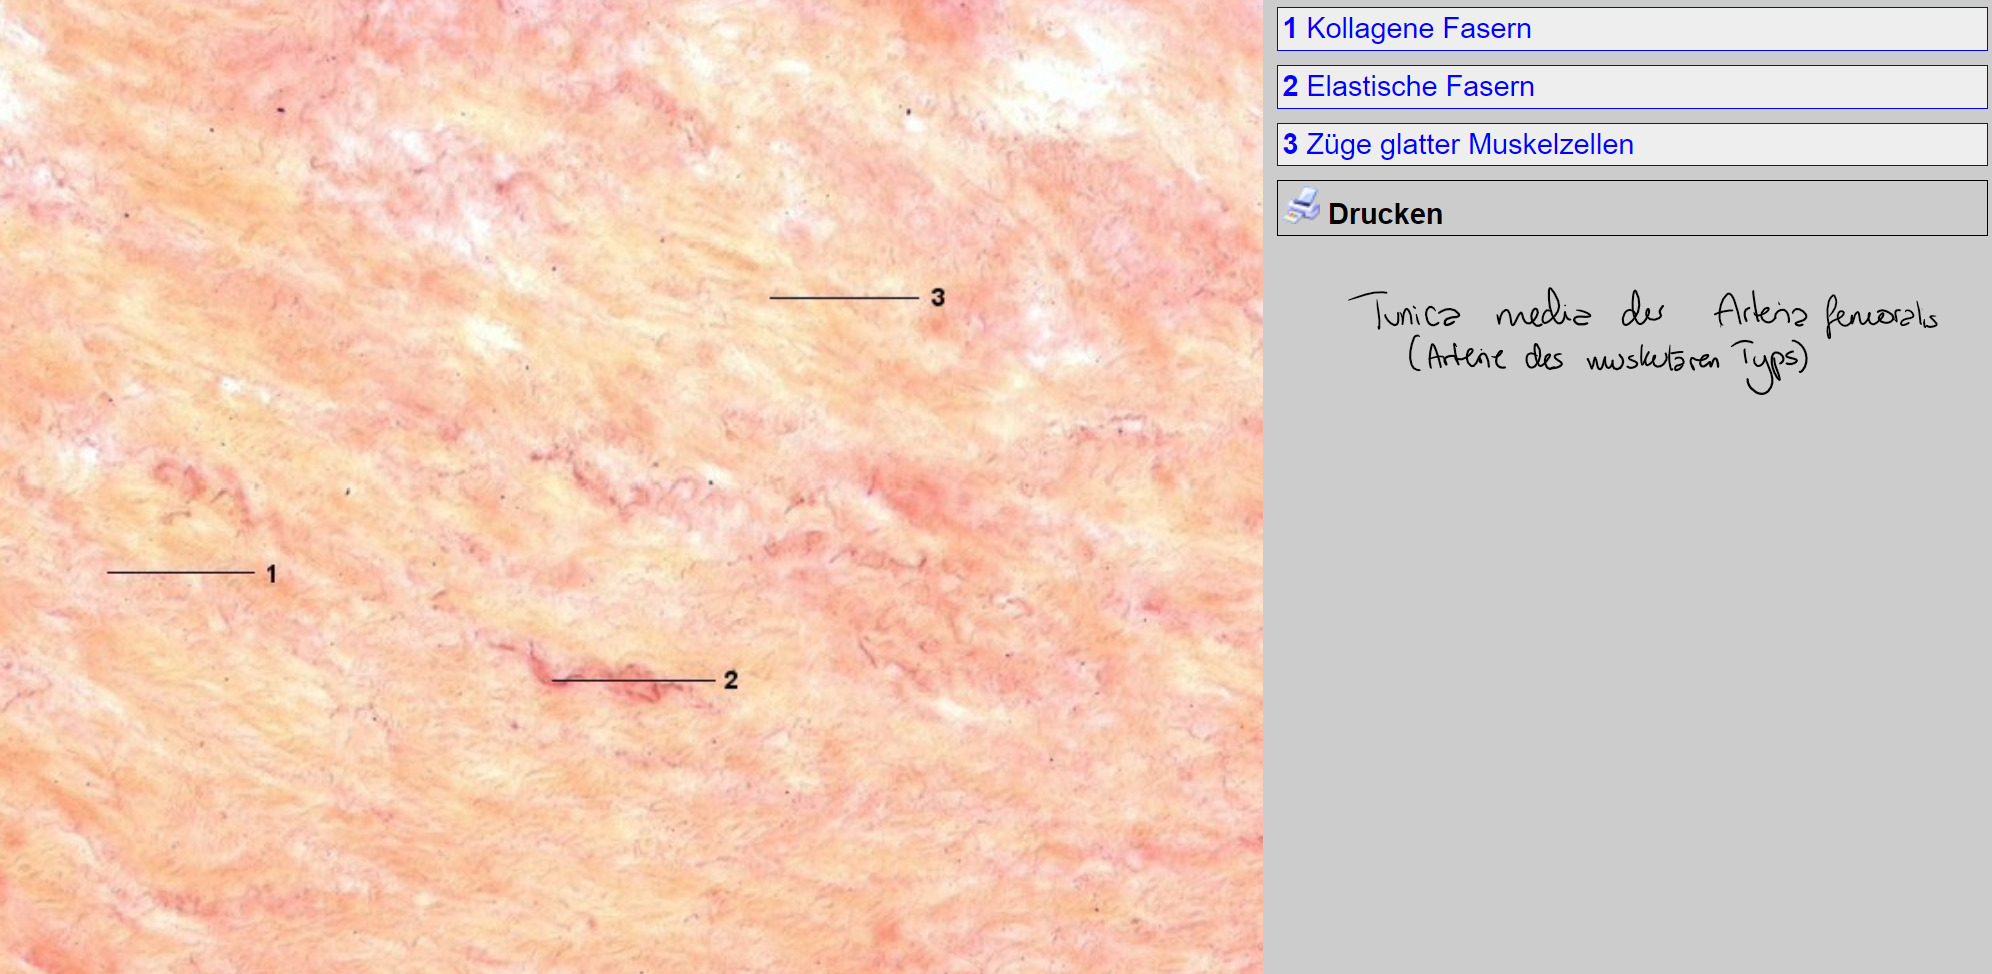 1 Kollagene Fasern
2 Elastische Fasern
3 Züge glatter Muskelzellen
Drucken
Tunica media der Arteria femoralis
(Arterie des muskulären Typs)
3
1
2